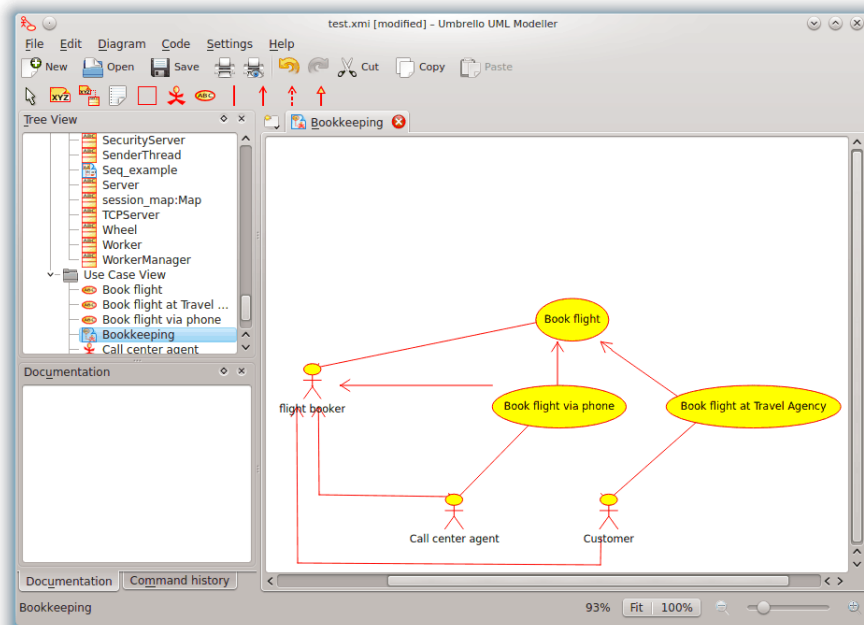 test.xmi [modified] – Umbrello UML Modeller
File Edit Diagram Code Settings Help
New Open Save Cut Copy Paste
XYZ ABC
Tree View
Bookkeeping
SecurityServer
SenderThread
Seq_example
Server
session_map:Map
TCPServer
Wheel
Worker
WorkerManager
Use Case View
Book flight
Book flight at Travel ...
Book flight via phone
Bookkeeping
Call center agent
Documentation
Documentation Command history
Book flight
flight booker
Book flight via phone
Book flight at Travel Agency
Call center agent
Customer
Bookkeeping
93% Fit 100%